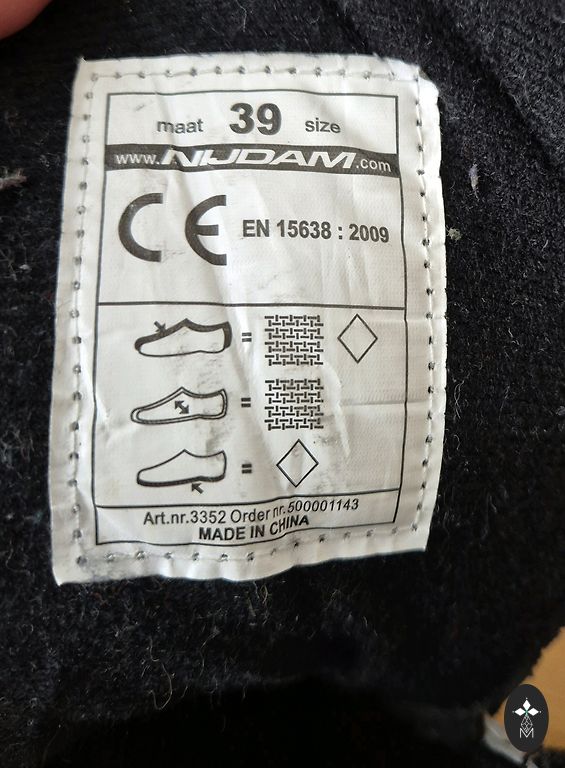 maat 39 size
www.NIJDAM.com
CE EN 15638 : 2009
=
=
=
Art.nr.3352 Order nr.500001143
MADE IN CHINA
M